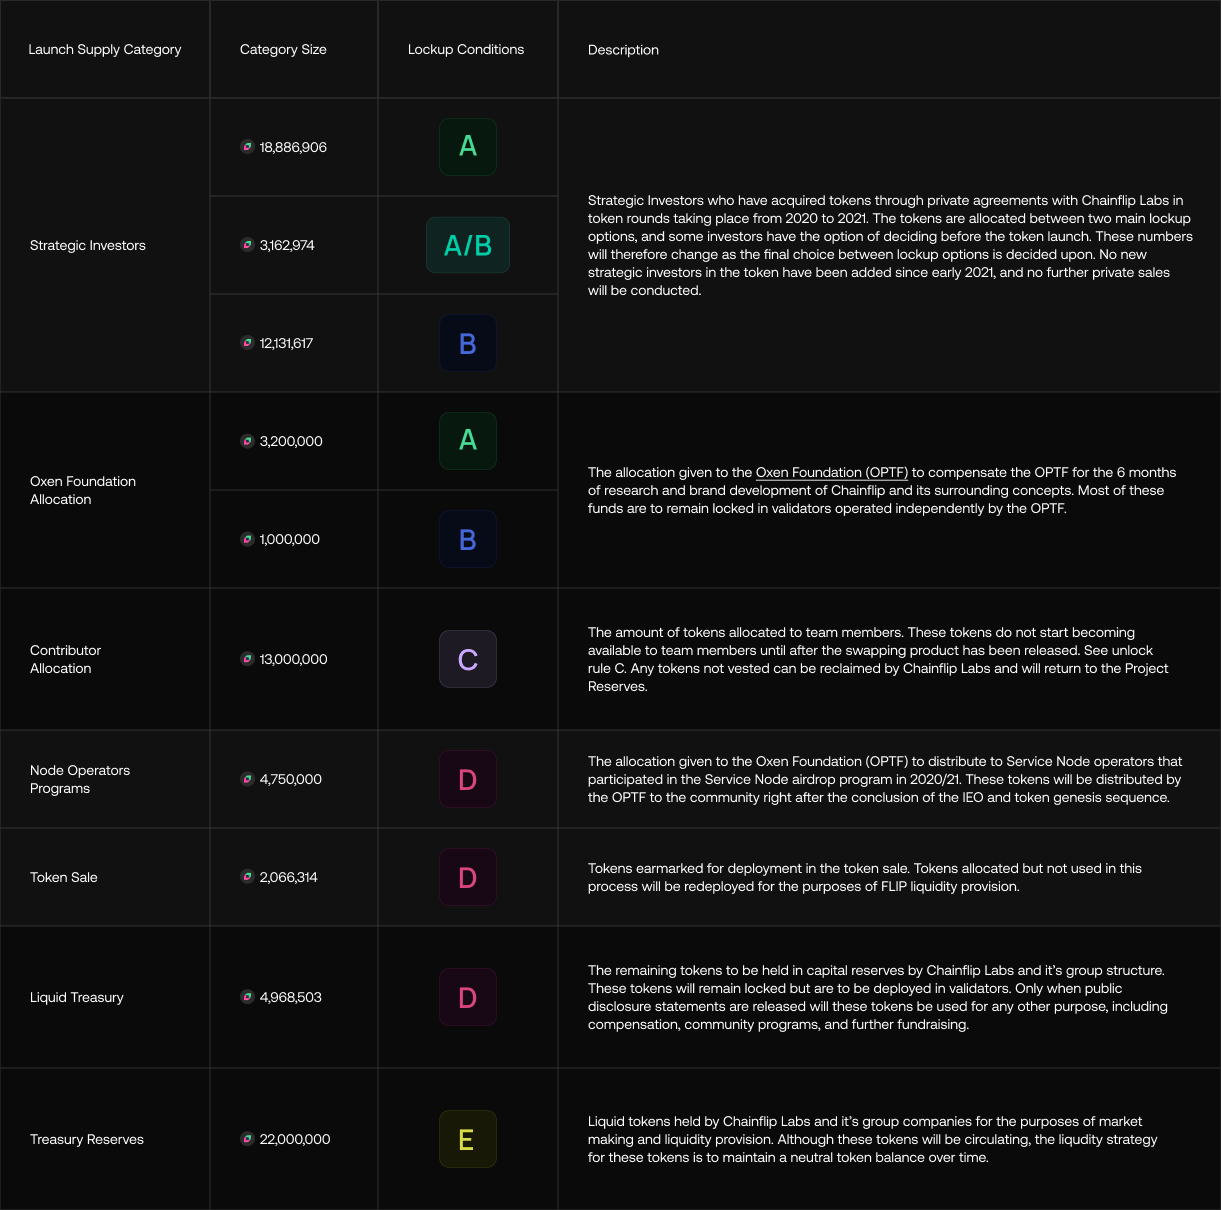 Launch Supply Category
Category Size
Lockup Conditions
Description
Strategic Investors
18,886,906
A
3,162,974
A/B
12,131,617
B
Strategic Investors who have acquired tokens through private agreements with Chainflip Labs in
token rounds taking place from 2020 to 2021. The tokens are allocated between two main lockup
options, and some investors have the option of deciding before the token launch. These numbers
will therefore change as the final choice between lockup options is decided upon. No new
strategic investors in the token have been added since early 2021, and no further private sales
will be conducted.
Oxen Foundation
Allocation
3,200,000
A
1,000,000
B
The allocation given to the Oxen Foundation (OPTF) to compensate the OPTF for the 6 months
of research and brand development of Chainflip and its surrounding concepts. Most of these
funds are to remain locked in validators operated independently by the OPTF.
Contributor
Allocation
13,000,000
C
The amount of tokens allocated to team members. These tokens do not start becoming
available to team members until after the swapping product has been released. See unlock
rule C. Any tokens not vested can be reclaimed by Chainflip Labs and will return to the Project
Reserves.
Node Operators
Programs
4,750,000
D
The allocation given to the Oxen Foundation (OPTF) to distribute to Service Node operators that
participated in the Service Node airdrop program in 2020/21. These tokens will be distributed by
the OPTF to the community right after the conclusion of the IEO and token genesis sequence.
Token Sale
2,066,314
D
Tokens earmarked for deployment in the token sale. Tokens allocated but not used in this
process will be redeployed for the purposes of FLIP liquidity provision.
Liquid Treasury
4,968,503
D
The remaining tokens to be held in capital reserves by Chainflip Labs and it's group structure.
These tokens will remain locked but are to be deployed in validators. Only when public
disclosure statements are released will these tokens be used for any other purpose, including
compensation, community programs, and further fundraising.
Treasury Reserves
22,000,000
E
Liquid tokens held by Chainflip Labs and it's group companies for the purposes of market
making and liquidity provision. Although these tokens will be circulating, the liqudity strategy
for these tokens is to maintain a neutral token balance over time.